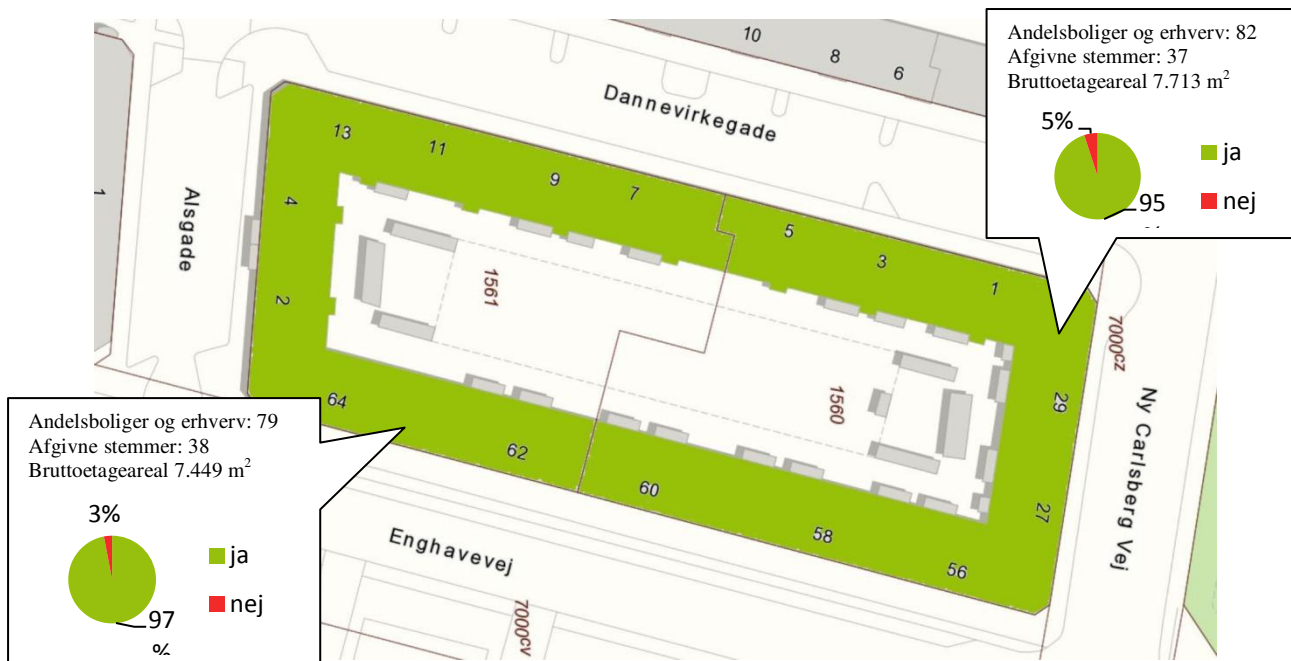 Andelsboliger og erhverv: 82
Afgivne stemmer: 37
Bruttoetageareal 7.713 m²
5%
ja
nej
95
%
10
8
6
Dannevirkegade
13
11
9
7
5
3
1
1
Alsgade
4
2
1561
1560
7000cz
29
27
Ny Carlsberg Vej
64
62
60
58
56
Enghavevej
7000cv
Andelsboliger og erhverv: 79
Afgivne stemmer: 38
Bruttoetageareal 7.449 m²
3%
ja
nej
97
%